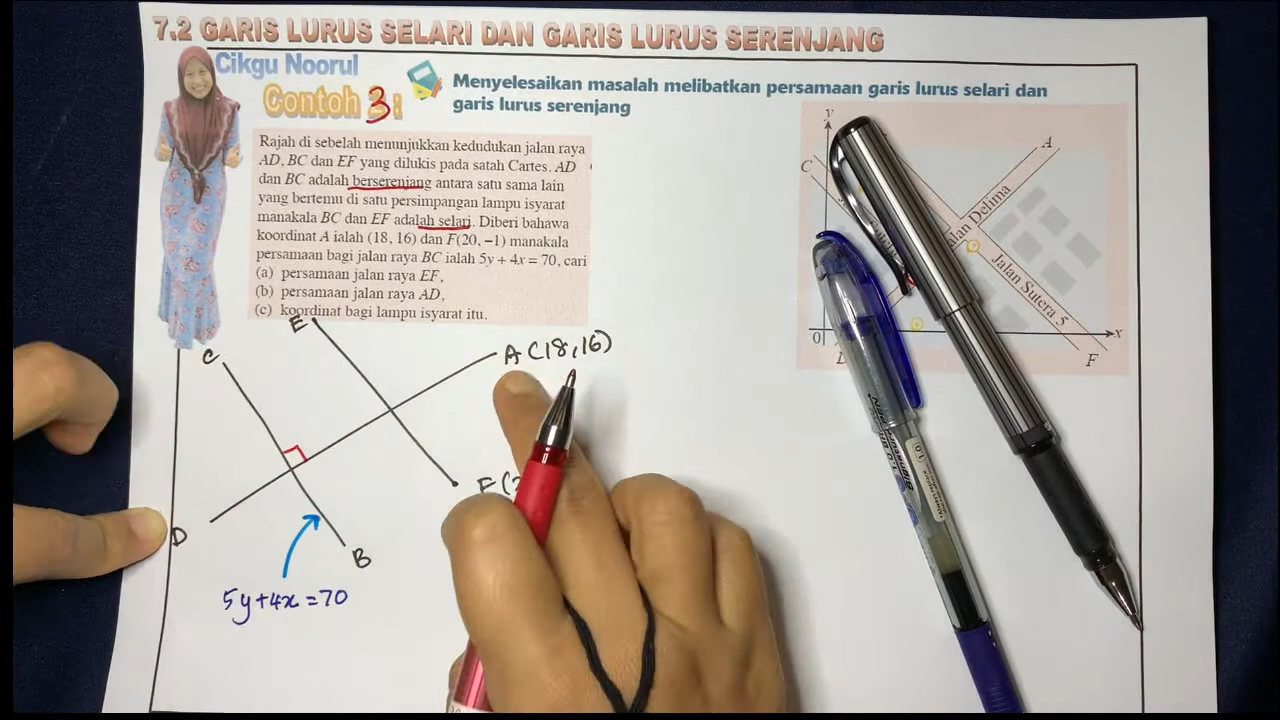 7.2 GARIS LURUS SELARI DAN GARIS LURUS SERENJANG
Cikgu Noorul
Contoh 3:
Menyelesaikan masalah melibatkan persamaan garis lurus selari dan
garis lurus serenjang
Rajah di sebelah menunjukkan kedudukan jalan raya
AD, BC dan EF yang dilukis pada satah Cartes. AD
dan BC adalah berserenjang antara satu sama lain
yang bertemu di satu persimpangan lampu isyarat
manakala BC dan EF adalah selari. Diberi bahawa
koordinat A ialah (18, 16) dan F(20, −1) manakala
persamaan bagi jalan raya BC ialah 5y + 4x = 70, cari
(a) persamaan jalan raya EF,
(b) persamaan jalan raya AD,
(c) koordinat bagi lampu isyarat itu.
y
A
C
Delima
Jalan Sutera 5
0
x
F
E
C
A (18,16)
F (
D
B
5y+4x=70